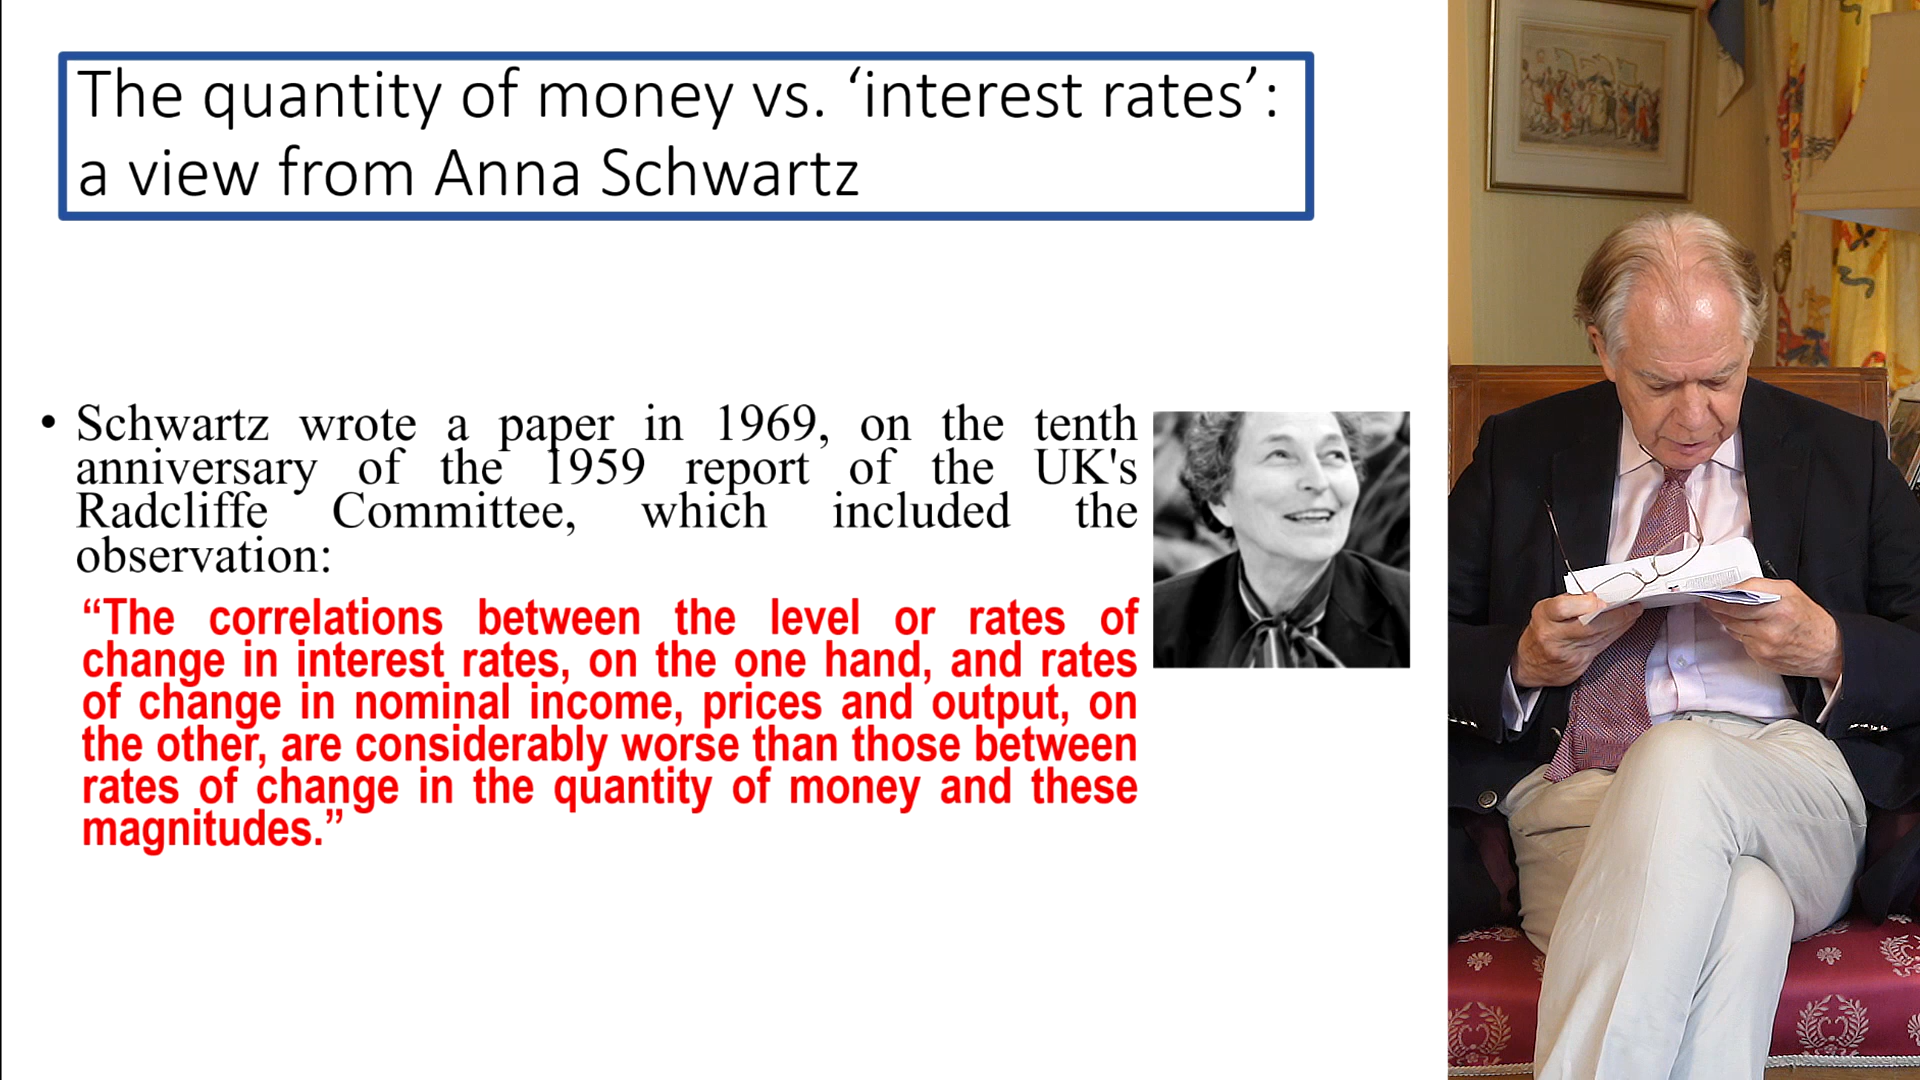 The quantity of money vs. ‘interest rates’:
a view from Anna Schwartz
• Schwartz wrote a paper in 1969, on the tenth
anniversary of the 1959 report of the UK's
Radcliffe Committee, which included the
observation:
“The correlations between the level or rates of
change in interest rates, on the one hand, and rates
of change in nominal income, prices and output, on
the other, are considerably worse than those between
rates of change in the quantity of money and these
magnitudes.”